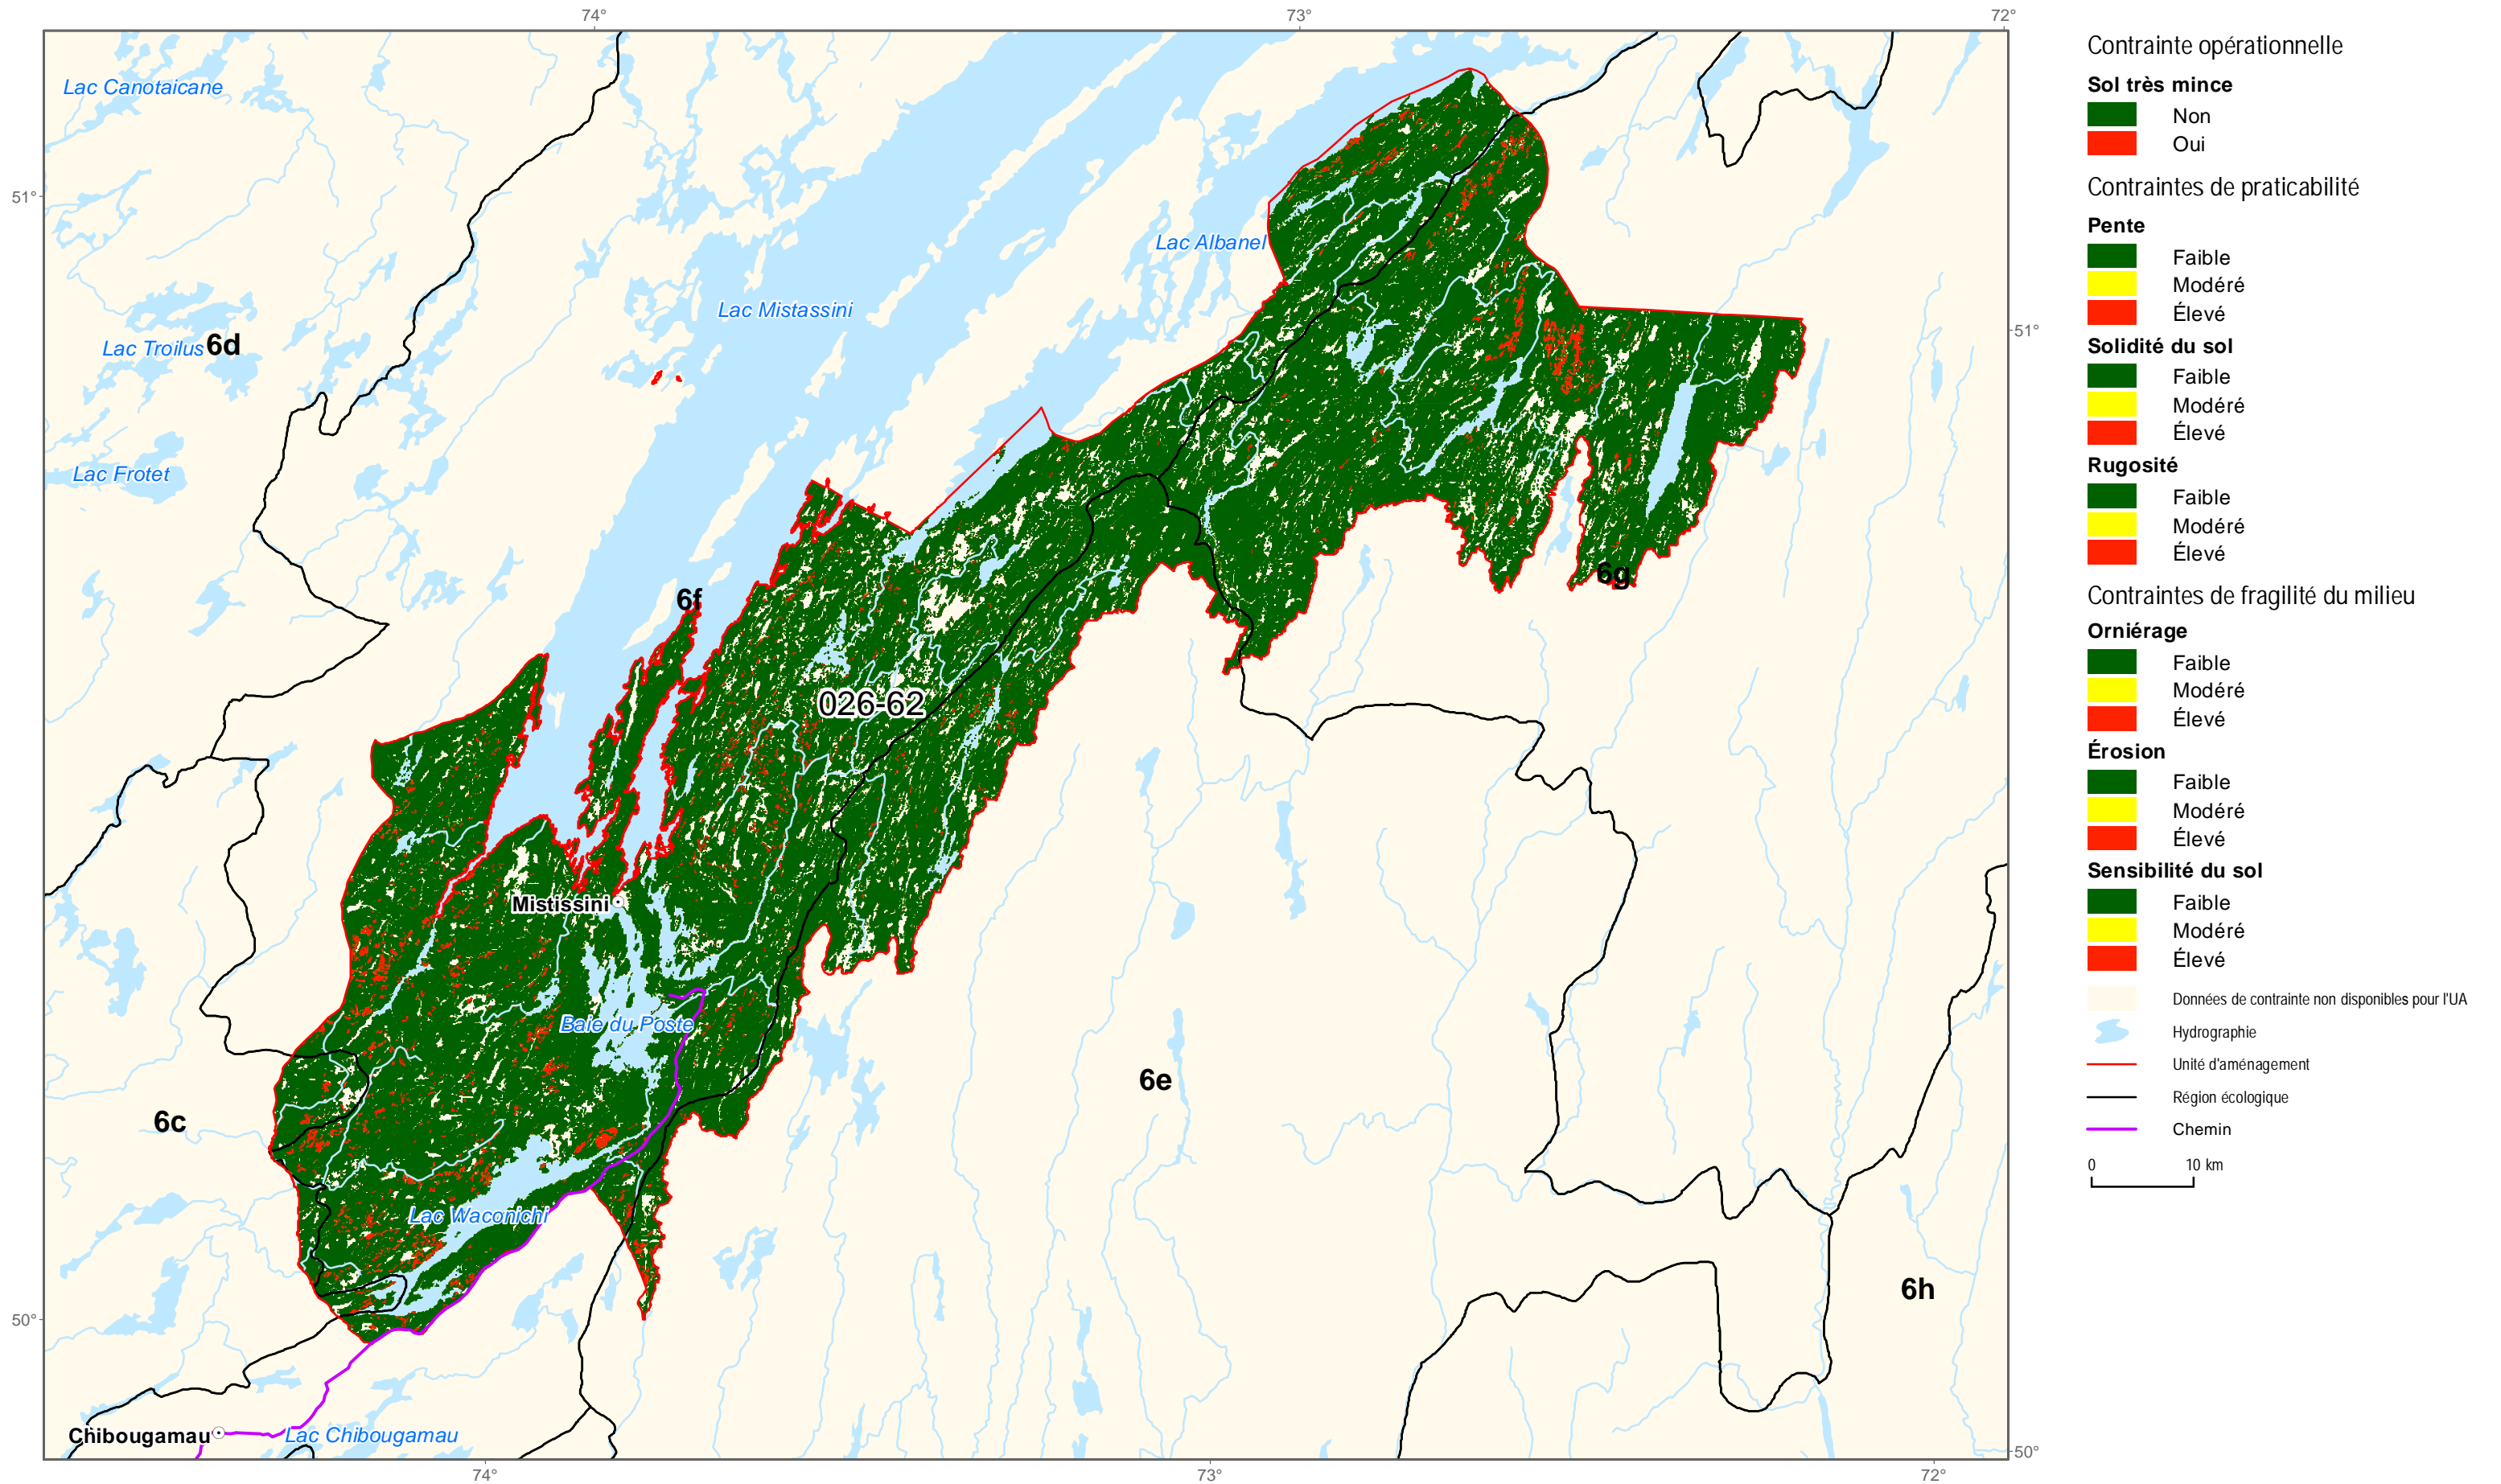 74°
73°
72°
Lac Canotaicane
51°
Lac Albanel
Lac Mistassini
51°
Lac Troilus
6d
Lac Frotet
6g
6f
026-62
Mistissini
Baie du Poste
6e
6c
Lac Waconichi
6h
50°
Chibougamau
Lac Chibougamau
50°
74°
73°
72°
Contrainte opérationnelle
Sol très mince
Non
Oui
Contraintes de praticabilité
Pente
Faible
Modéré
Élevé
Solidité du sol
Faible
Modéré
Élevé
Rugosité
Faible
Modéré
Élevé
Contraintes de fragilité du milieu
Orniérage
Faible
Modéré
Élevé
Érosion
Faible
Modéré
Élevé
Sensibilité du sol
Faible
Modéré
Élevé
Données de contrainte non disponibles pour l'UA
Hydrographie
Unité d'aménagement
Région écologique
Chemin
0 10 km